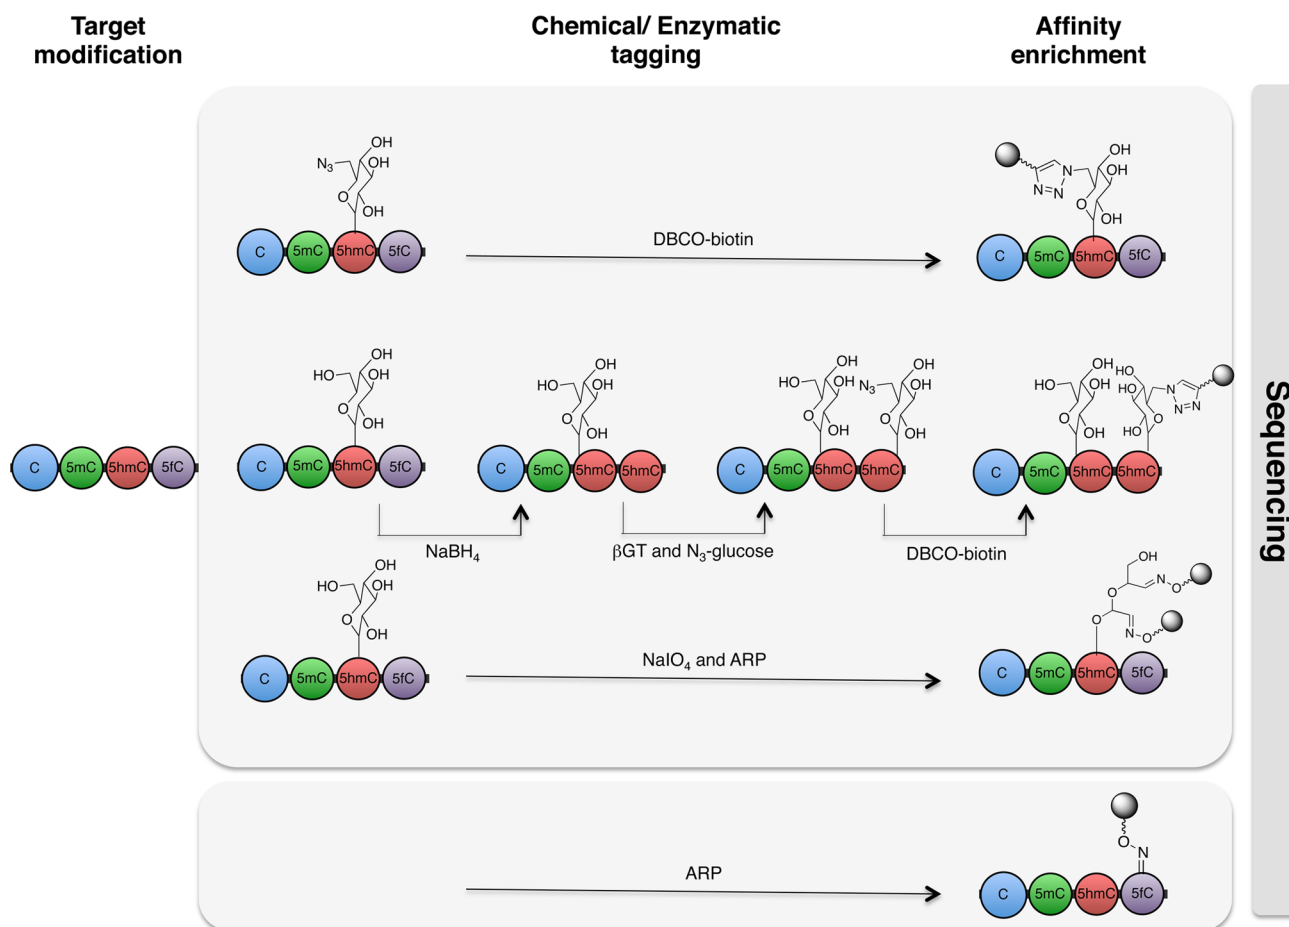 Target
modification
Chemical/ Enzymatic
tagging
Affinity
enrichment
OH
N3
OH
O
OH
C 5mC 5hmC 5fC
DBCO-biotin
OH
N
OH
N=N
O
OH
C 5mC 5hmC 5fC
C 5mC 5hmC 5fC
OH
HO
OH
O
OH
C 5mC 5hmC 5fC
NaBH4
OH
HO
OH
O
OH
C 5mC 5hmC 5hmC
βGT and N3-glucose
OH
HO
OH
O
OH
OH
N3
OH
O
OH
C 5mC 5hmC 5hmC
DBCO-biotin
OH
HO
OH
O
OH
HO
HO
N
N=N
O
HO
C 5mC 5hmC 5hmC
OH
HO
OH
O
OH
C 5mC 5hmC 5fC
NaIO4 and ARP
OH
N
O
O
O
N
O
C 5mC 5hmC 5fC
ARP
O
N
C 5mC 5hmC 5fC
Sequencing